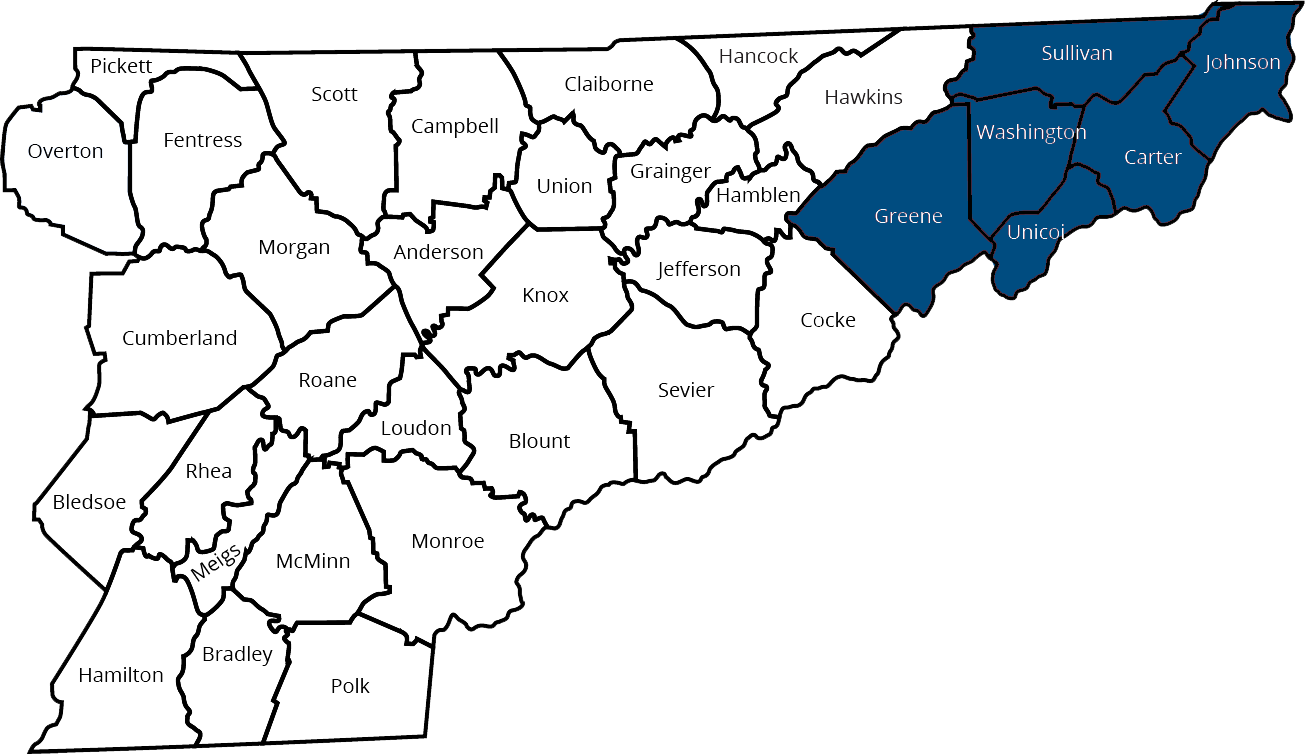 Pickett
Scott
Claiborne
Hancock
Sullivan
Johnson
Hawkins
Campbell
Overton
Fentress
Washington
Grainger
Carter
Union
Hamblen
Greene
Unicoi
Morgan
Anderson
Jefferson
Knox
Cocke
Cumberland
Roane
Sevier
Loudon
Blount
Rhea
Bledsoe
Monroe
McMinn
Meigs
Bradley
Hamilton
Polk